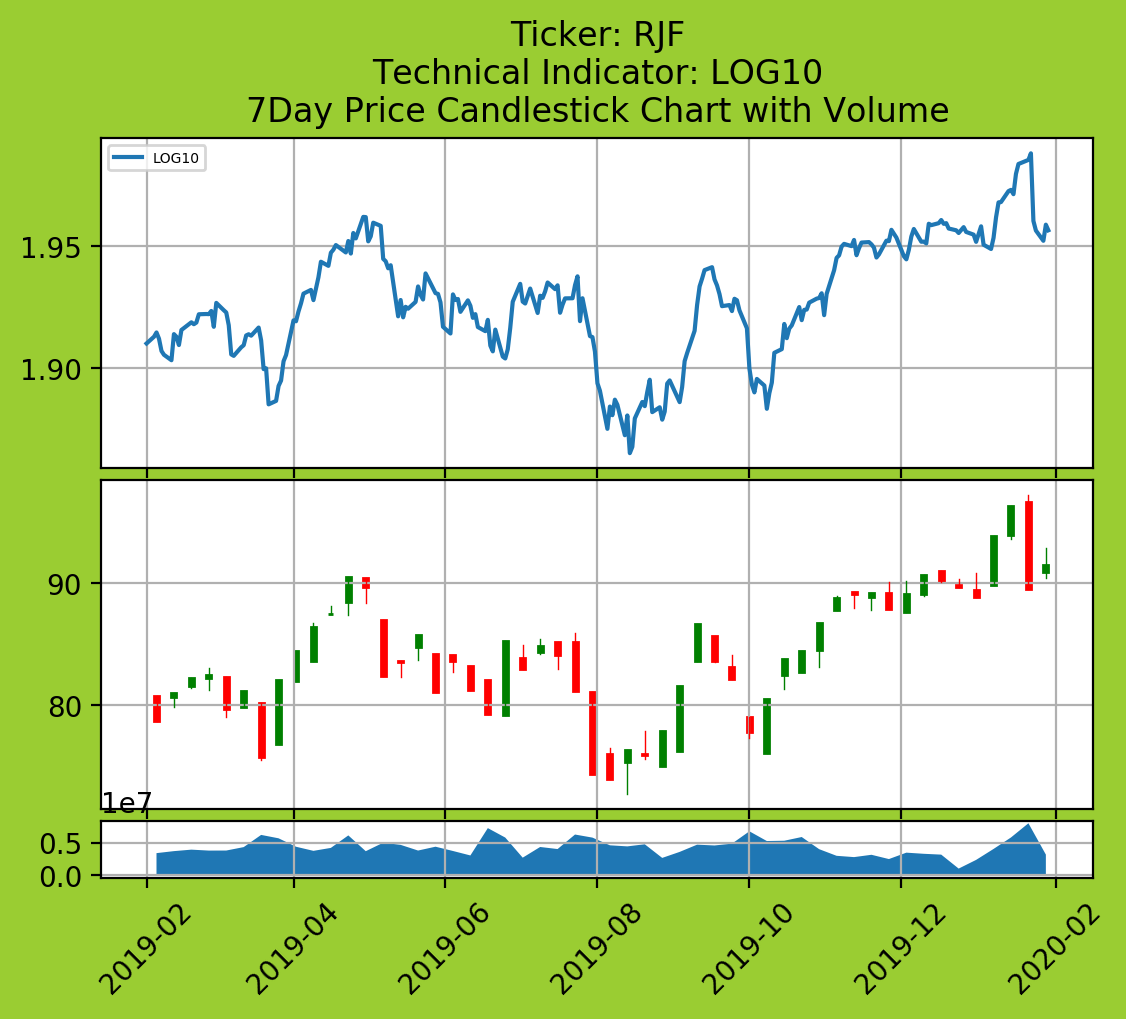 Ticker: RJF
Technical Indicator: LOG10
7Day Price Candlestick Chart with Volume
LOG10
1.95
1.90
90
80
1e7
0.5
0.0
2019-02
2019-04
2019-06
2019-08
2019-10
2019-12
2020-02